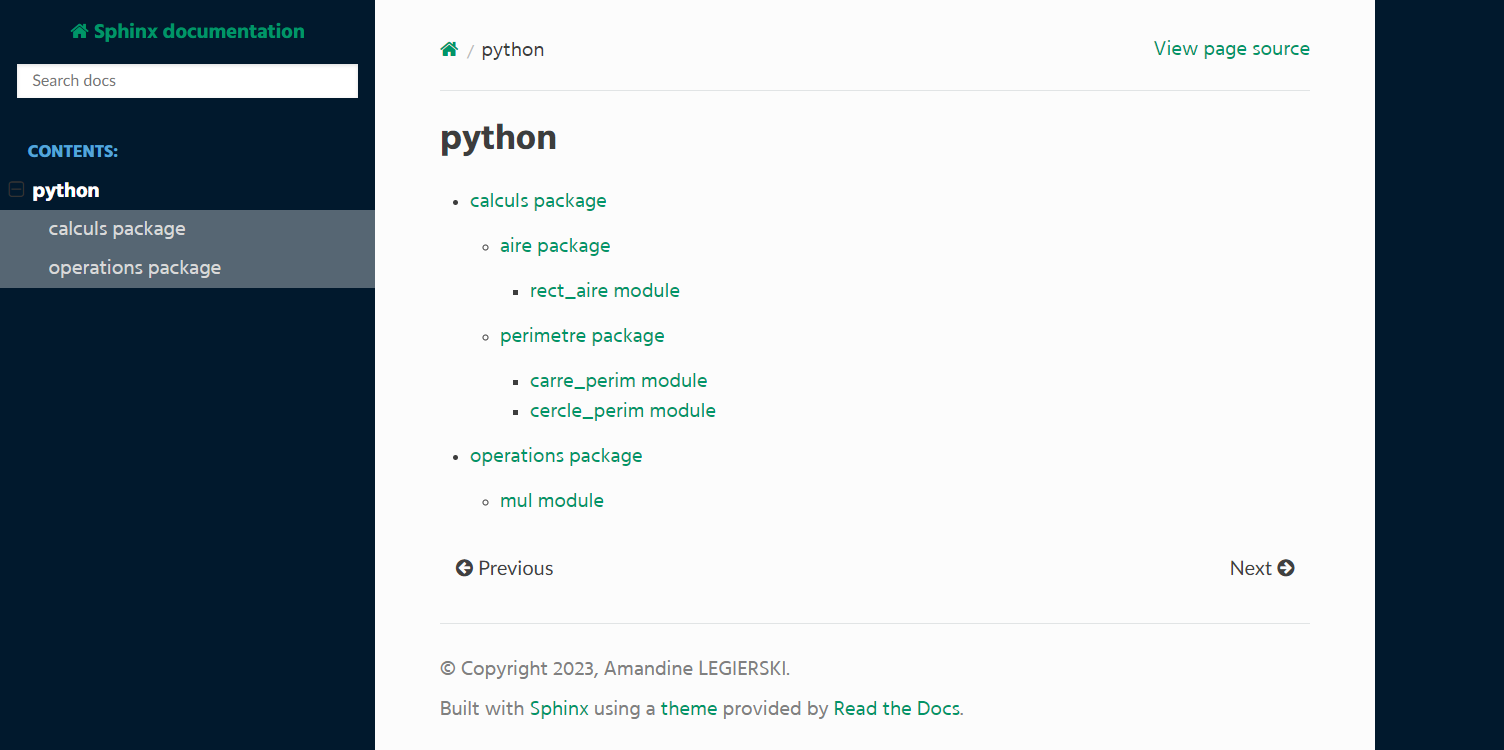 Sphinx documentation
Search docs
CONTENTS:
python
calculs package
operations package
/ python
View page source
python
calculs package
aire package
rect_aire module
perimetre package
carre_perim module
cercle_perim module
operations package
mul module
Previous
Next
© Copyright 2023, Amandine LEGIERSKI.
Built with Sphinx using a theme provided by Read the Docs.